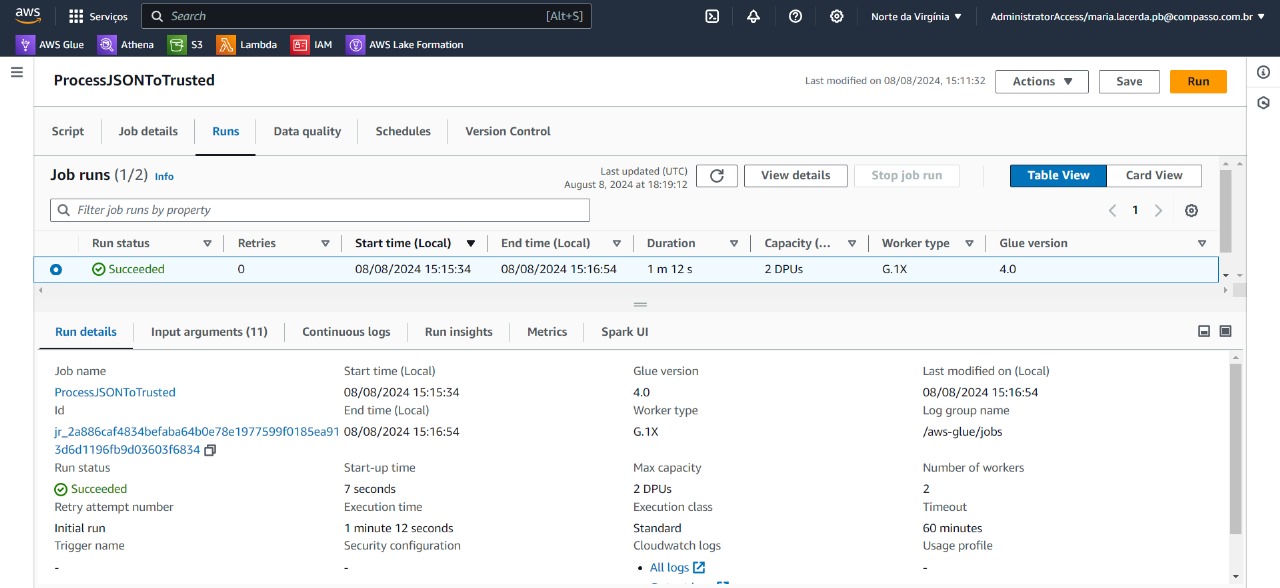 aws
Serviços
Search
[Alt+S]
Norte da Virgínia
AdministratorAccess/maria.lacerda.pb@compasso.com.br
AWS Glue
Athena
S3
Lambda
IAM
AWS Lake Formation
ProcessJSONToTrusted
Last modified on 08/08/2024, 15:11:32
Actions
Save
Run
Script
Job details
Runs
Data quality
Schedules
Version Control
Job runs (1/2) Info
Last updated (UTC)
August 8, 2024 at 18:19:12
View details
Stop job run
Table View
Card View
Filter job runs by property
1
Run status
Retries
Start time (Local)
End time (Local)
Duration
Capacity (...
Worker type
Glue version
Succeeded
0
08/08/2024 15:15:34
08/08/2024 15:16:54
1 m 12 s
2 DPUs
G.1X
4.0
Run details
Input arguments (11)
Continuous logs
Run insights
Metrics
Spark UI
Job name
ProcessJSONToTrusted
Id
jr_2a886caf4834befaba64b0e78e1977599f0185ea91
3d6d1196fb9d03603f6834
Run status
Succeeded
Retry attempt number
Initial run
Trigger name
-
Start time (Local)
08/08/2024 15:15:34
End time (Local)
08/08/2024 15:16:54
Start-up time
7 seconds
Execution time
1 minute 12 seconds
Security configuration
-
Glue version
4.0
Worker type
G.1X
Max capacity
2 DPUs
Execution class
Standard
Cloudwatch logs
All logs
Last modified on (Local)
08/08/2024 15:16:54
Log group name
/aws-glue/jobs
Number of workers
2
Timeout
60 minutes
Usage profile
-